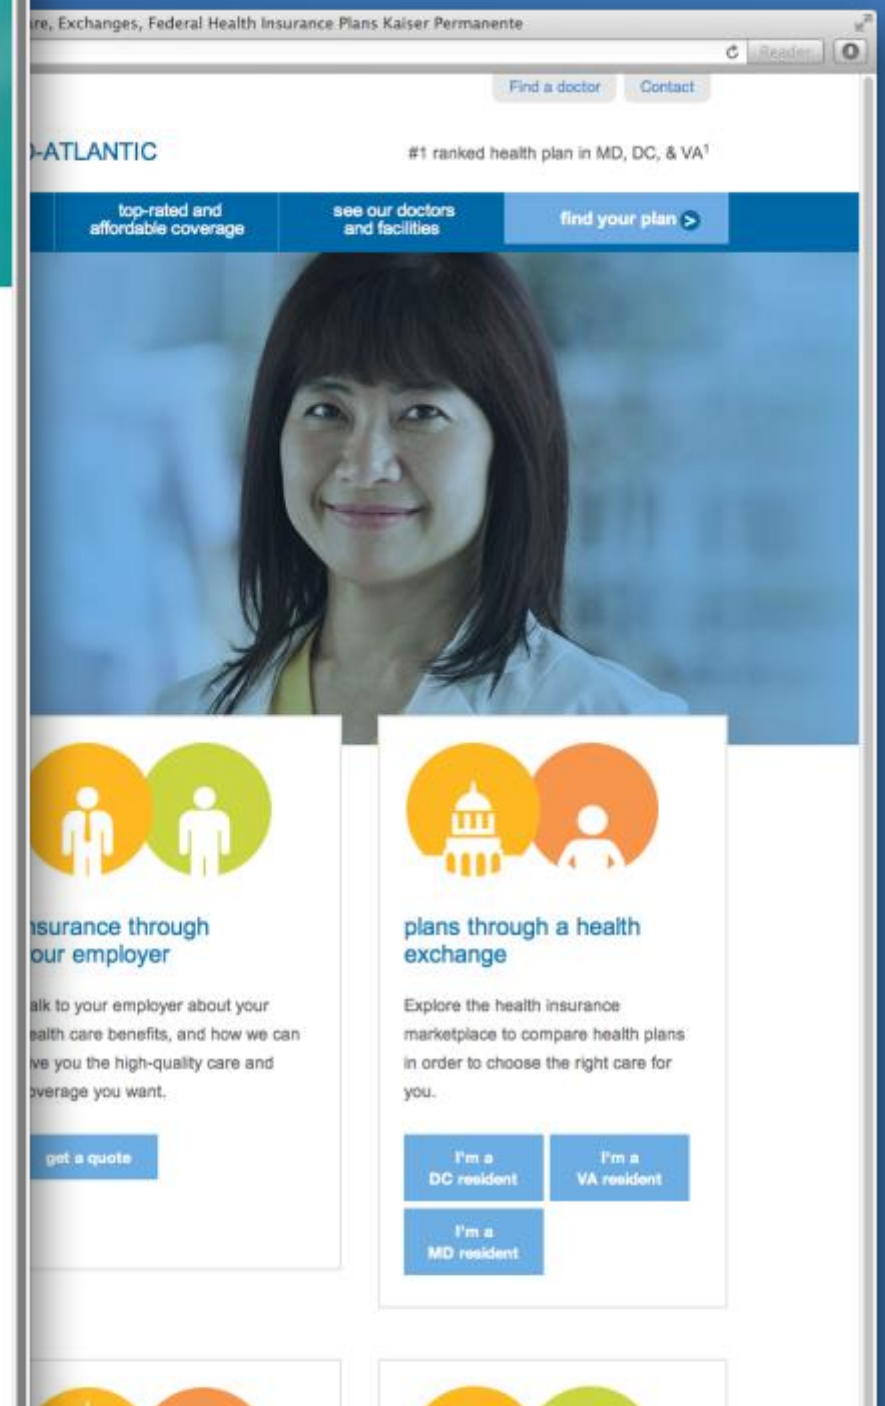 re, Exchanges, Federal Health Insurance Plans Kaiser Permanente
Reader
Find a doctor Contact
-ATLANTIC
#1 ranked health plan in MD, DC, & VA¹
top-rated and
affordable coverage
see our doctors
and facilities
find your plan >
nsurance through
our employer
alk to your employer about your
ealth care benefits, and how we can
ve you the high-quality care and
overage you want.
get a quote
plans through a health
exchange
Explore the health insurance
marketplace to compare health plans
in order to choose the right care for
you.
I'm a
DC resident
I'm a
VA resident
I'm a
MD resident